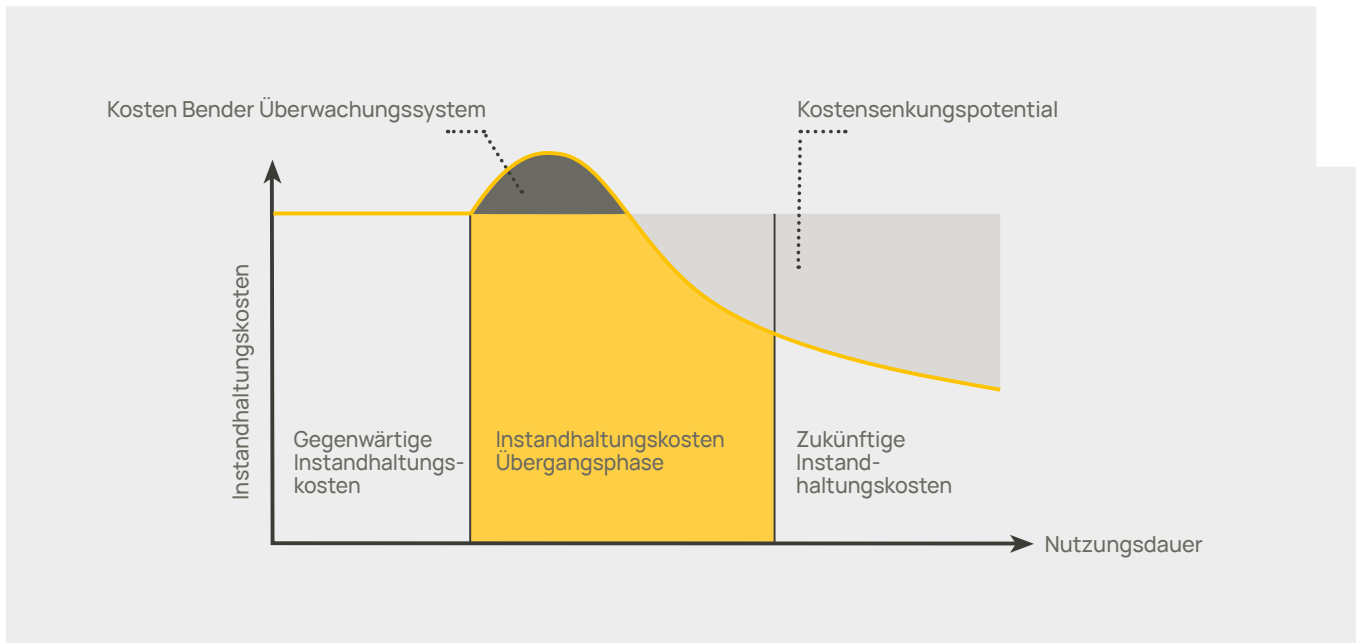 Kosten Bender Überwachungssystem
Kostensenkungspotential
Instandhaltungskosten
Gegenwärtige
Instandhaltungs-
kosten
Instandhaltungskosten
Übergangsphase
Zukünftige
Instand-
haltungskosten
Nutzungsdauer